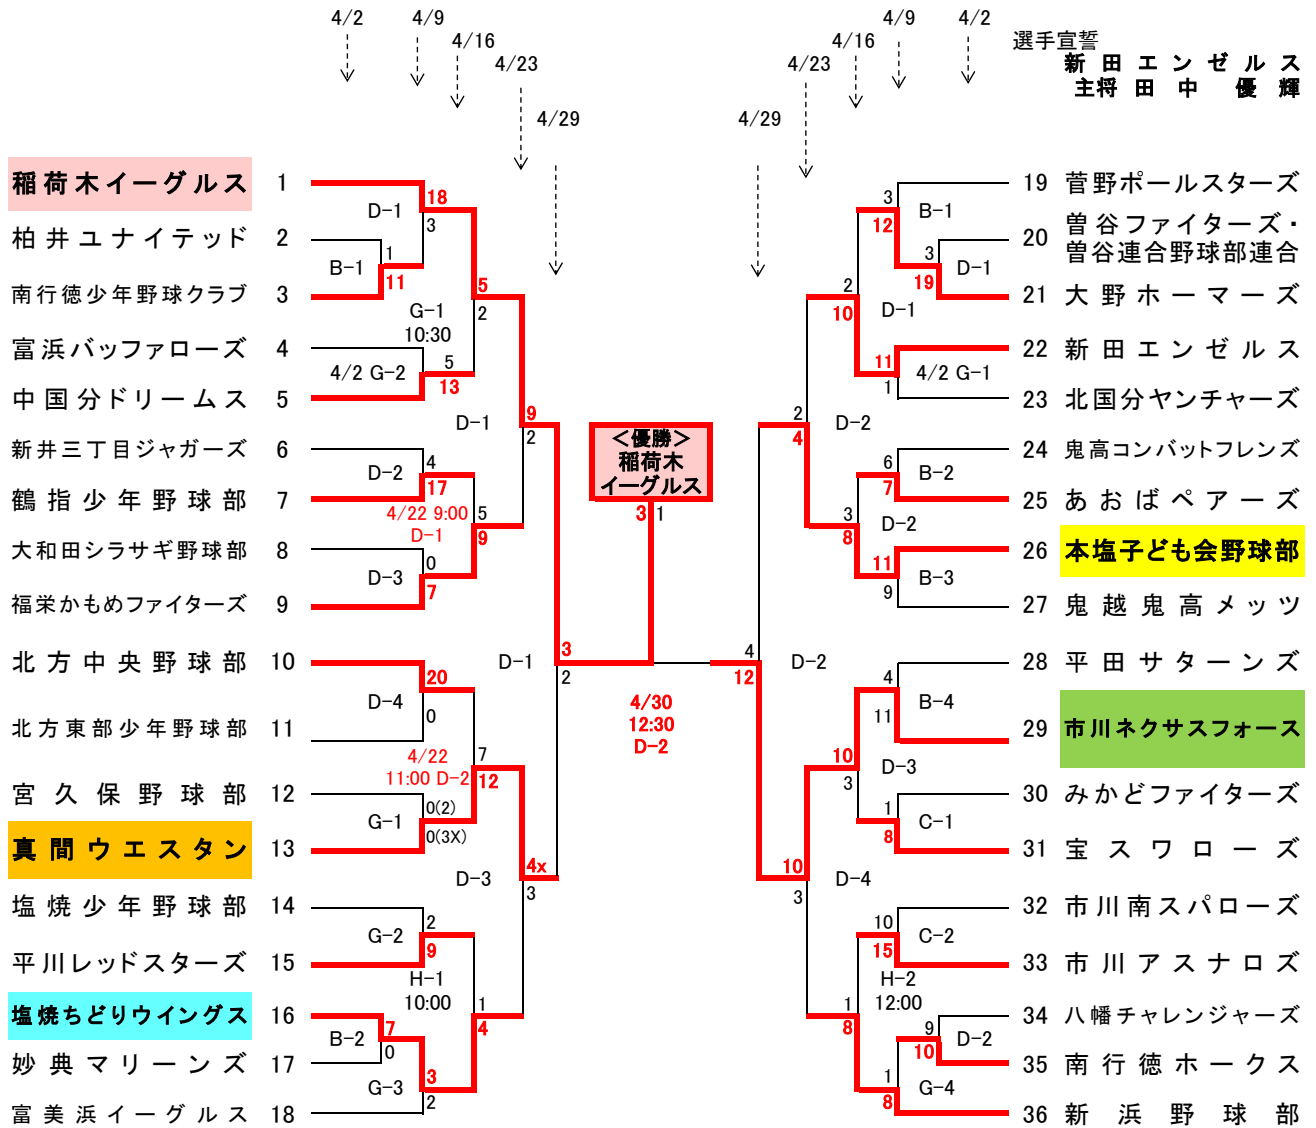 4/2
4/9
4/16
4/23
4/29
4/29
4/23
4/16
4/9
4/2
選手宣誓
新田エンゼルス
主将 田中 優輝
稲荷木イーグルス 1
柏井ユナイテッド 2
南行徳少年野球クラブ 3
富浜バッファローズ 4
中国分ドリームス 5
新井三丁目ジャガーズ 6
鶴指少年野球部 7
大和田シラサギ野球部 8
福栄かもめファイターズ 9
北方中央野球部 10
北方東部少年野球部 11
宮久保野球部 12
真間ウエスタン 13
塩焼少年野球部 14
平川レッドスターズ 15
塩焼ちどりウイングス 16
妙典マリーンズ 17
富美浜イーグルス 18
18
D-1
3
1
B-1
11
5
G-1
2
10:30
5
4/2 G-2
13
9
D-1
2
4
D-2
17
4/22 9:00
5
D-1
9
0
D-3
7
3
D-1
2
20
D-4
0
4/22
7
11:00 D-2
12
0(2)
G-1
0(3X)
4x
D-3
3
2
G-2
9
H-1
10:00
1
4
7
B-2
0
3
G-3
2
<優勝>
稲荷木
イーグルス
3
1
4/30
12:30
D-2
19 菅野ポールスターズ
20 曽谷ファイターズ・
曽谷連合野球部連合
21 大野ホーマーズ
22 新田エンゼルス
23 北国分ヤンチャーズ
24 鬼高コンバットフレンズ
25 あおばペアーズ
26 本塩子ども会野球部
27 鬼越鬼高メッツ
28 平田サターンズ
29 市川ネクサスフォース
30 みかどファイターズ
31 宝スワローズ
32 市川南スパローズ
33 市川アスナロズ
34 八幡チャレンジャーズ
35 南行徳ホークス
36 新浜野球部
3
B-1
12
3
D-1
19
2
D-1
10
11
4/2 G-1
1
2
D-2
4
6
B-2
7
3
D-2
8
11
B-3
9
4
D-2
12
4
B-4
11
10
D-3
3
1
C-1
8
10
D-4
3
10
C-2
15
H-2
12:00
1
8
9
D-2
10
1
G-4
8